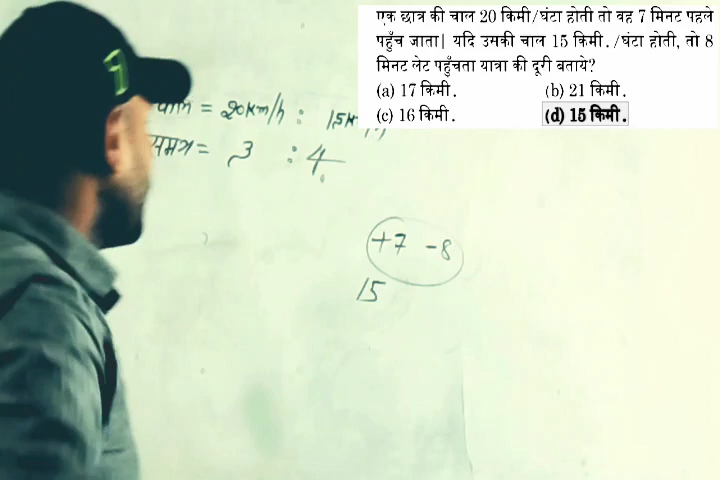 एक छात्र की चाल 20 किमी/घंटा होती तो वह 7 मिनट पहले
पहुँच जाता| यदि उसकी चाल 15 किमी. /घंटा होती, तो 8
मिनट लेट पहुँचता यात्रा की दूरी बताये?
(a) 17 किमी. (b) 21 किमी.
(c) 16 किमी. (d) 15 किमी.
= 20km/h :
समय = 3 : 4
+7 -8
15